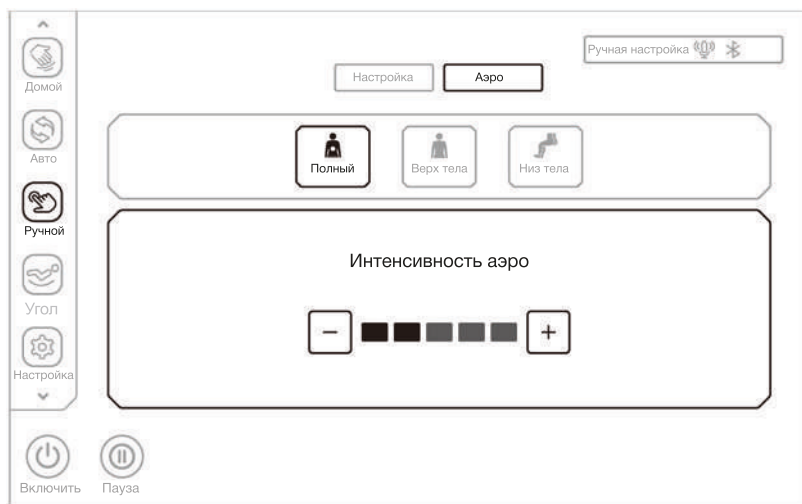 Домой
Авто
Ручной
Угол
Настройка
Включить
Пауза
Настройка
Аэро
Ручная настройка
Полный
Верх тела
Низ тела
Интенсивность аэро
− +